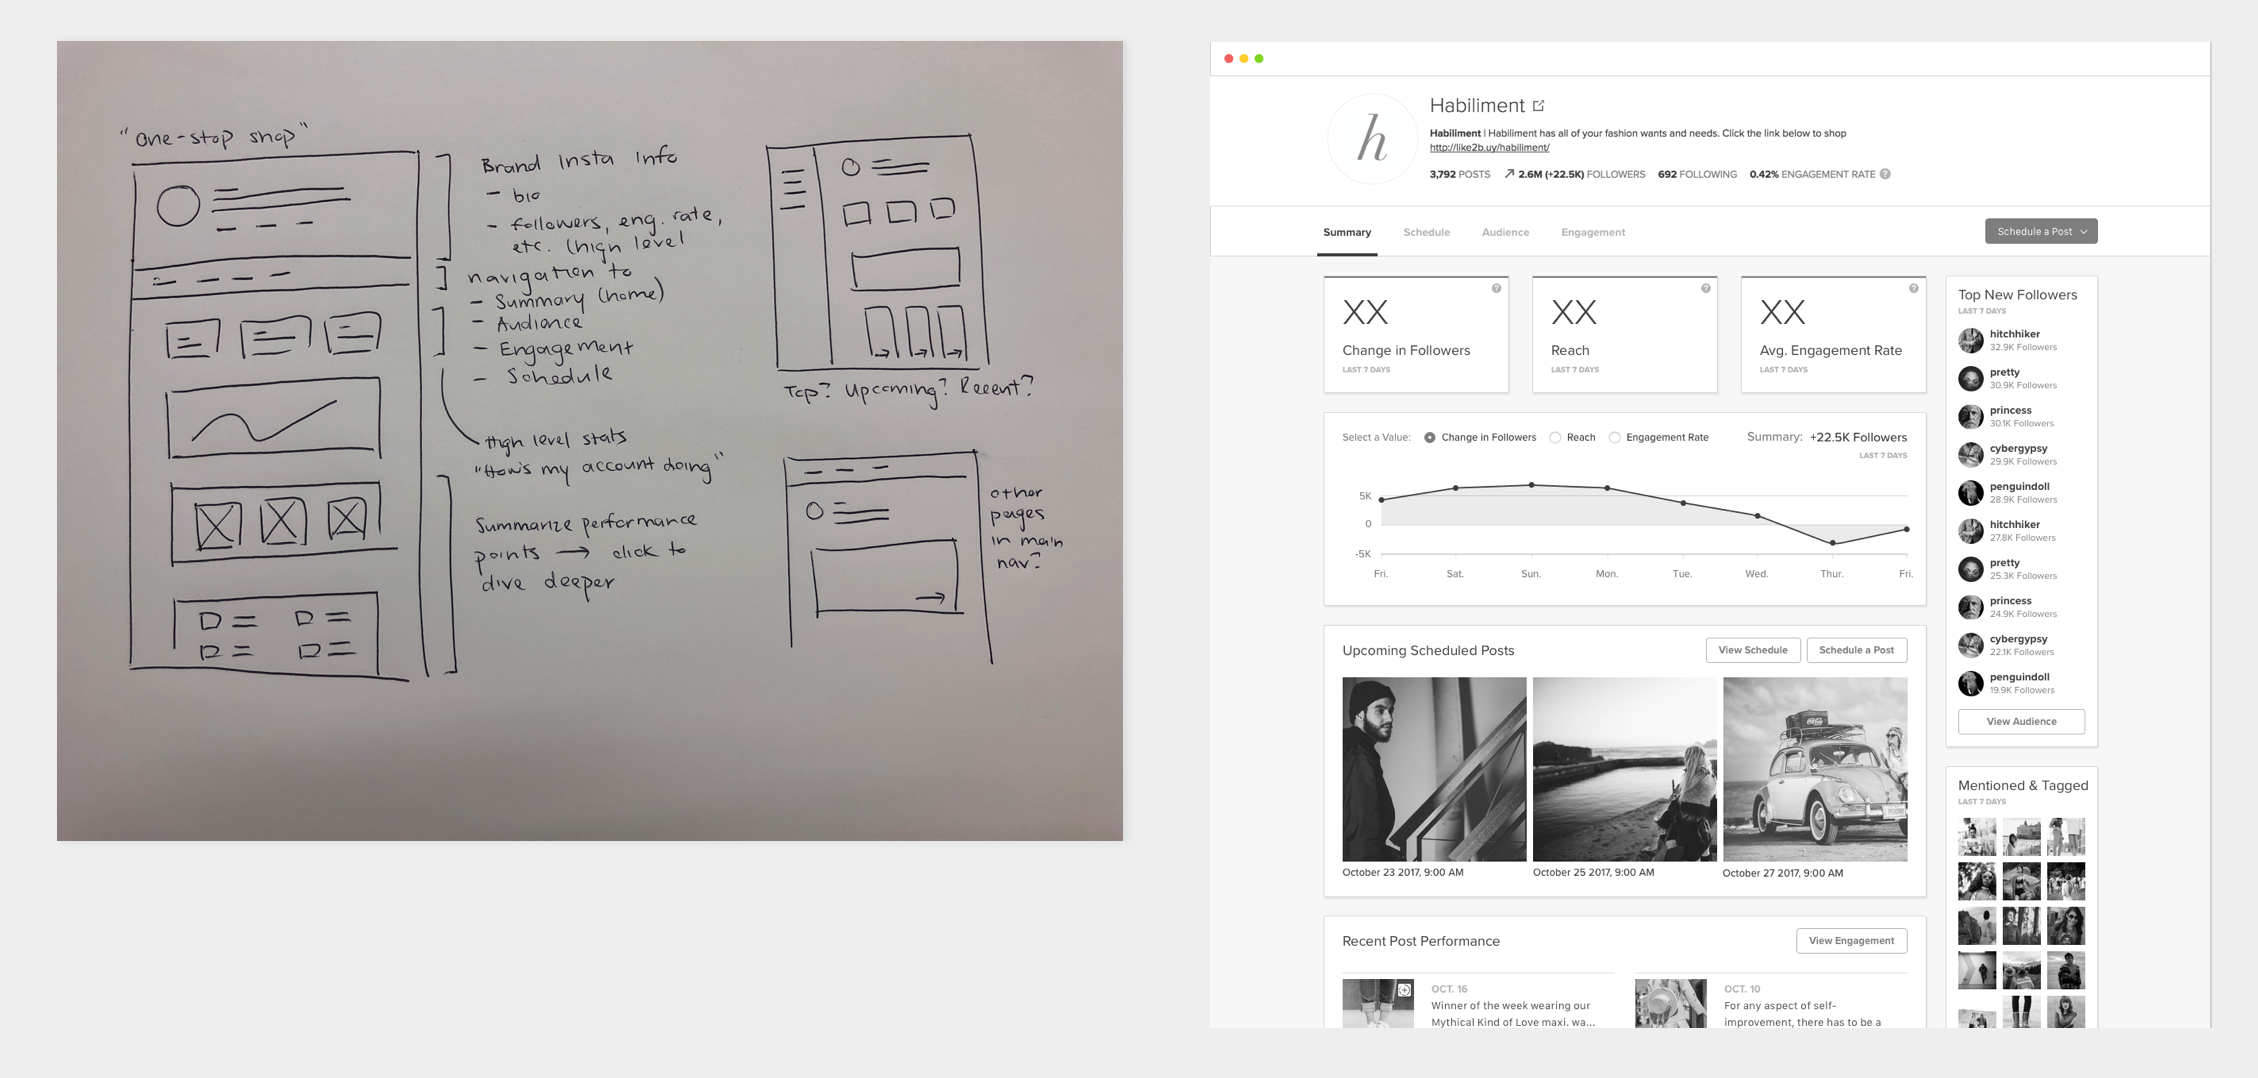 "One-stop shop"
Brand Insta Info
- bio
- followers, eng. rate,
etc. (high level
navigation to
- Summary (home)
- Audience
- Engagement
- Schedule
High level stats
"How's my account doing"
Summarize performance
points → click to
dive deeper
Top? Upcoming? Recent?
other
pages
in main
nav?
h
Habiliment
Habiliment | Habiliment has all of your fashion wants and needs. Click the link below to shop
http://like2b.uy/habiliment/
3,792 POSTS 2.6M (+22.5K) FOLLOWERS 692 FOLLOWING 0.42% ENGAGEMENT RATE ?
Summary Schedule Audience Engagement
Schedule a Post
?
XX
Change in Followers
LAST 7 DAYS
?
XX
Reach
LAST 7 DAYS
?
XX
Avg. Engagement Rate
LAST 7 DAYS
Select a Value: Change in Followers Reach Engagement Rate
Summary: +22.5K Followers
LAST 7 DAYS
5K
0
-5K
Fri. Sat. Sun. Mon. Tue. Wed. Thur. Fri.
Upcoming Scheduled Posts
View Schedule
Schedule a Post
October 23 2017, 9:00 AM
October 25 2017, 9:00 AM
October 27 2017, 9:00 AM
Recent Post Performance
View Engagement
OCT. 16
Winner of the week wearing our
Mythical Kind of Love maxi, wa...
OCT. 10
For any aspect of self-
improvement, there has to be a
Top New Followers
LAST 7 DAYS
hitchhiker
32.9K Followers
pretty
30.9K Followers
princess
30.1K Followers
cybergypsy
29.9K Followers
penguindoll
28.9K Followers
hitchhiker
27.8K Followers
pretty
25.3K Followers
princess
24.9K Followers
cybergypsy
22.1K Followers
penguindoll
19.9K Followers
View Audience
Mentioned & Tagged
LAST 7 DAYS